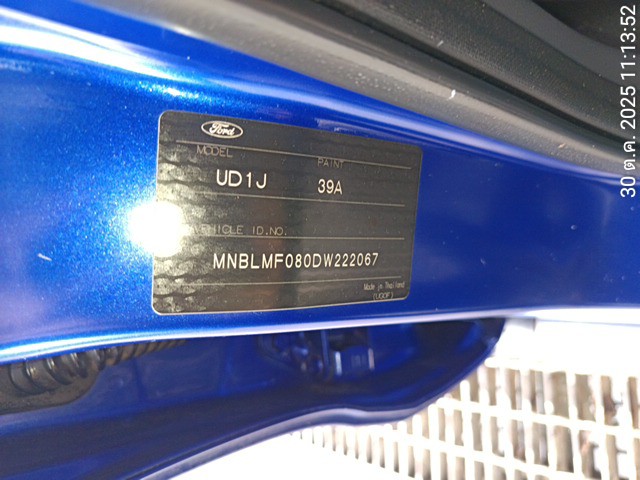 Ford
MODEL
PAINT
UD1J
39A
VEHICLE ID.NO.
MNBLMF080DW222067
Made in Thailand
(UGOF)
30 ต.ค. 2025 11:13:52